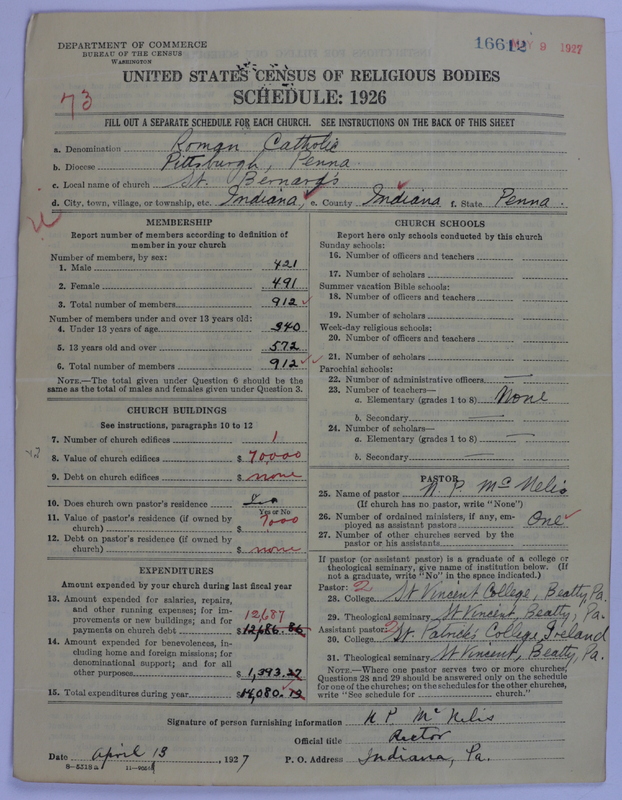 DEPARTMENT OF COMMERCE
BUREAU OF THE CENSUS
WASHINGTON
16612 MAY 9 1927
UNITED STATES CENSUS OF RELIGIOUS BODIES
SCHEDULE: 1926
73
FILL OUT A SEPARATE SCHEDULE FOR EACH CHURCH. SEE INSTRUCTIONS ON THE BACK OF THIS SHEET
a. Denomination Roman Catholic
b. Diocese Pittsburgh, Penna.
c. Local name of church St. Bernard's
d. City, town, village, or township, etc. Indiana, e. County Indiana f. State Penna.
MEMBERSHIP
Report number of members according to definition of
member in your church
Number of members, by sex:
1. Male 421
2. Female 491
3. Total number of members 912
Number of members under and over 13 years old:
4. Under 13 years of age 340
5. 13 years old and over 572
6. Total number of members 912
NOTE.—The total given under Question 6 should be
same as the total of males and females given under Question 3.
CHURCH BUILDINGS
See instructions, paragraphs 10 to 12
7. Number of church edifices 1
8. Value of church edifices $ 70,000
9. Debt on church edifices $ none
10. Does church own pastor's residence Yes
Yes or No
11. Value of pastor's residence (if owned by
church) $ 7000
12. Debt on pastor's residence (if owned by
church) $ none
EXPENDITURES
Amount expended by your church during last fiscal year
13. Amount expended for salaries, repairs,
and other running expenses; for im-
provements or new buildings; and for
12,687
payments on church debt $12,686.86
14. Amount expended for benevolences, in-
cluding home and foreign missions; for
denominational support; and for all
other purposes $1,393.27
15. Total expenditures during year $14,080.13
CHURCH SCHOOLS
Report here only schools conducted by this church
Sunday schools:
16. Number of officers and teachers
17. Number of scholars
Summer vacation Bible schools:
18. Number of officers and teachers
19. Number of scholars
Week-day religious schools:
20. Number of officers and teachers
21. Number of scholars
Parochial schools:
22. Number of administrative officers —
23. Number of teachers—
a. Elementary (grades 1 to 8) None
b. Secondary —
24. Number of scholars—
a. Elementary (grades 1 to 8) —
b. Secondary —
PASTOR
25. Name of pastor N. P. McNelis
(If church has no pastor, write "None")
26. Number of ordained ministers, if any, em-
ployed as assistant pastors One
27. Number of other churches served by the
pastor or his assistants
If pastor (or assistant pastor) is a graduate of a college or
theological seminary, give name of institution below. (If
not a graduate, write "No" in the space indicated.)
Pastor: 2
28. College St Vincent College, Beatty, Pa.
29. Theological seminary St Vincent, Beatty, Pa.
Assistant pastor:
30. College St. Patrick's College, Ireland
31. Theological seminary St Vincent, Beatty, Pa.
NOTE.—Where one pastor serves two or more churches,
Questions 28 and 29 should be answered only on the schedule
for one of the churches; on the schedules for the other churches,
write "See schedule for church."
Signature of person furnishing information N. P. McNelis
Official title Rector
Date April 13, 1927 P. O. Address Indiana, Pa.